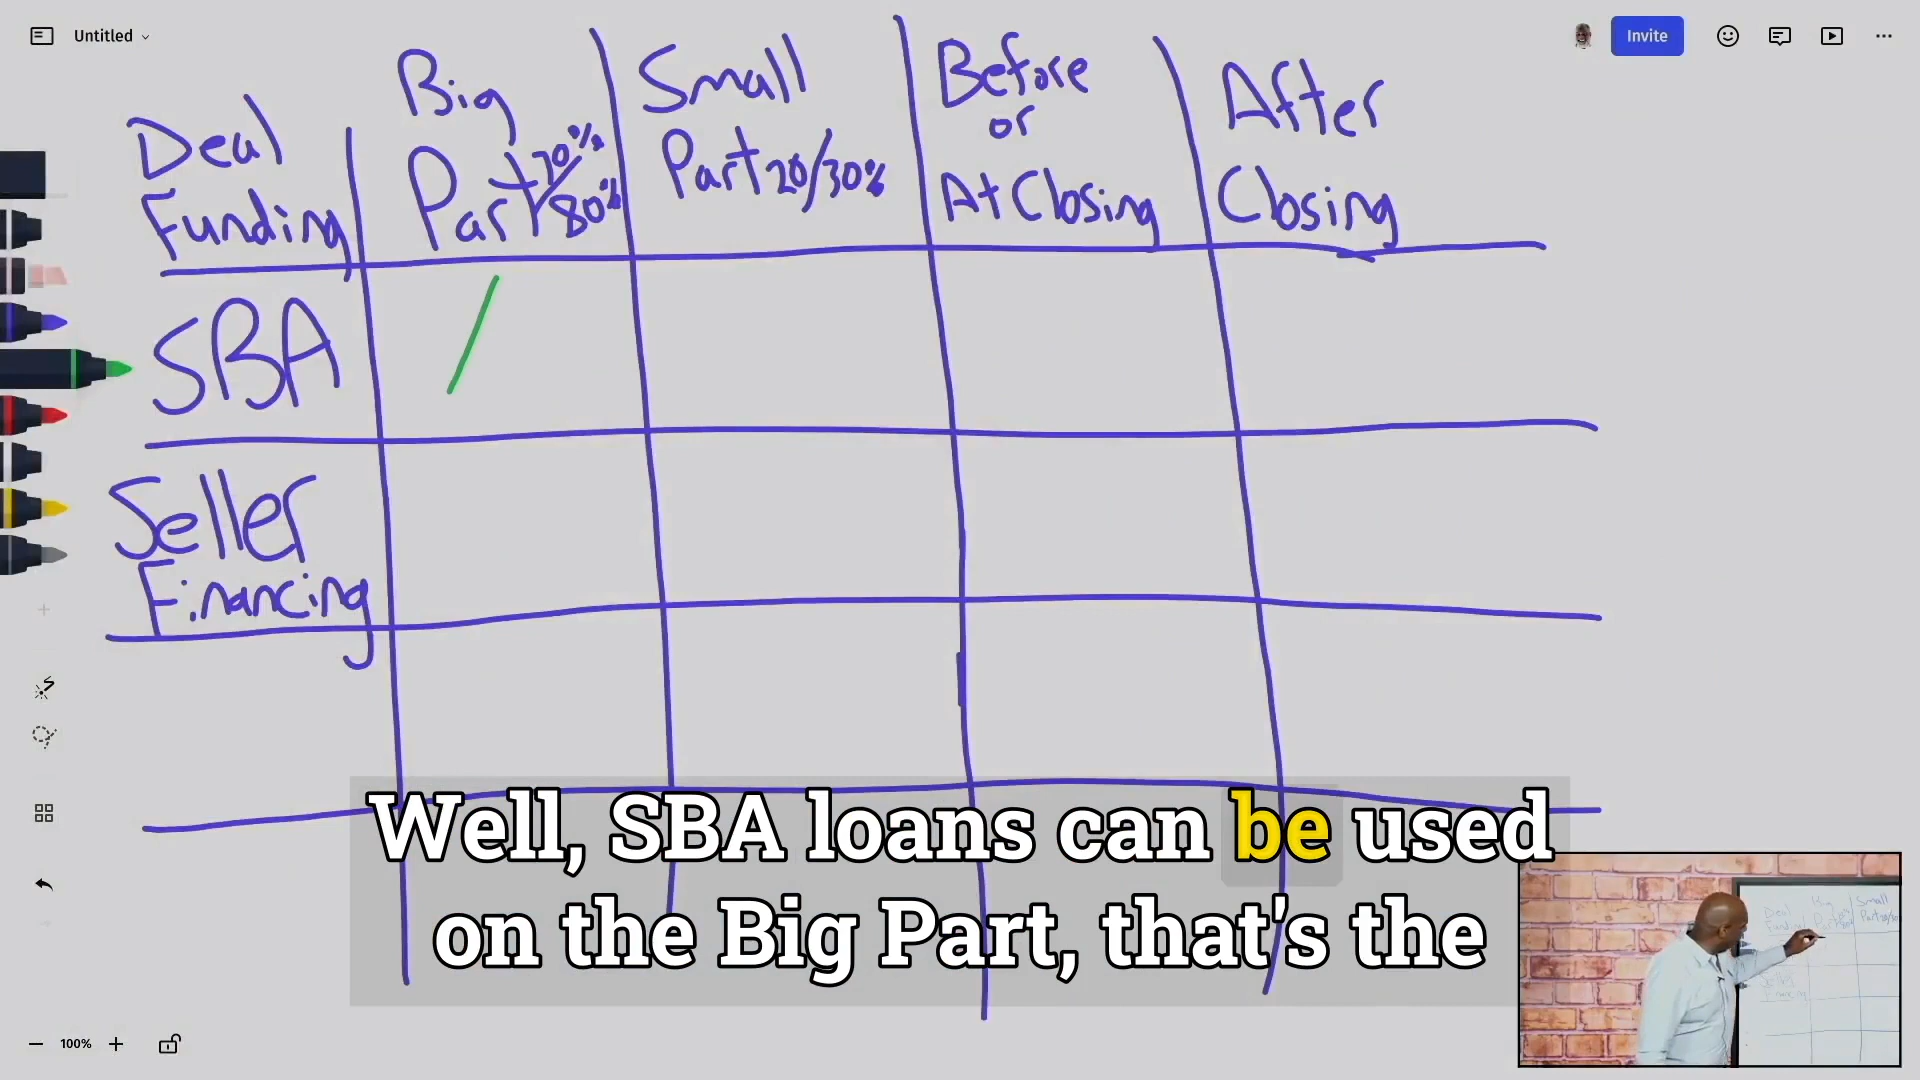 Untitled
Invite
Deal
Funding
Big
Part 70%/80%
Small
Part 20/30%
Before
or
At Closing
After
Closing
SBA
Seller
Financing
Well, SBA loans can be used
on the Big Part, that's the
100%